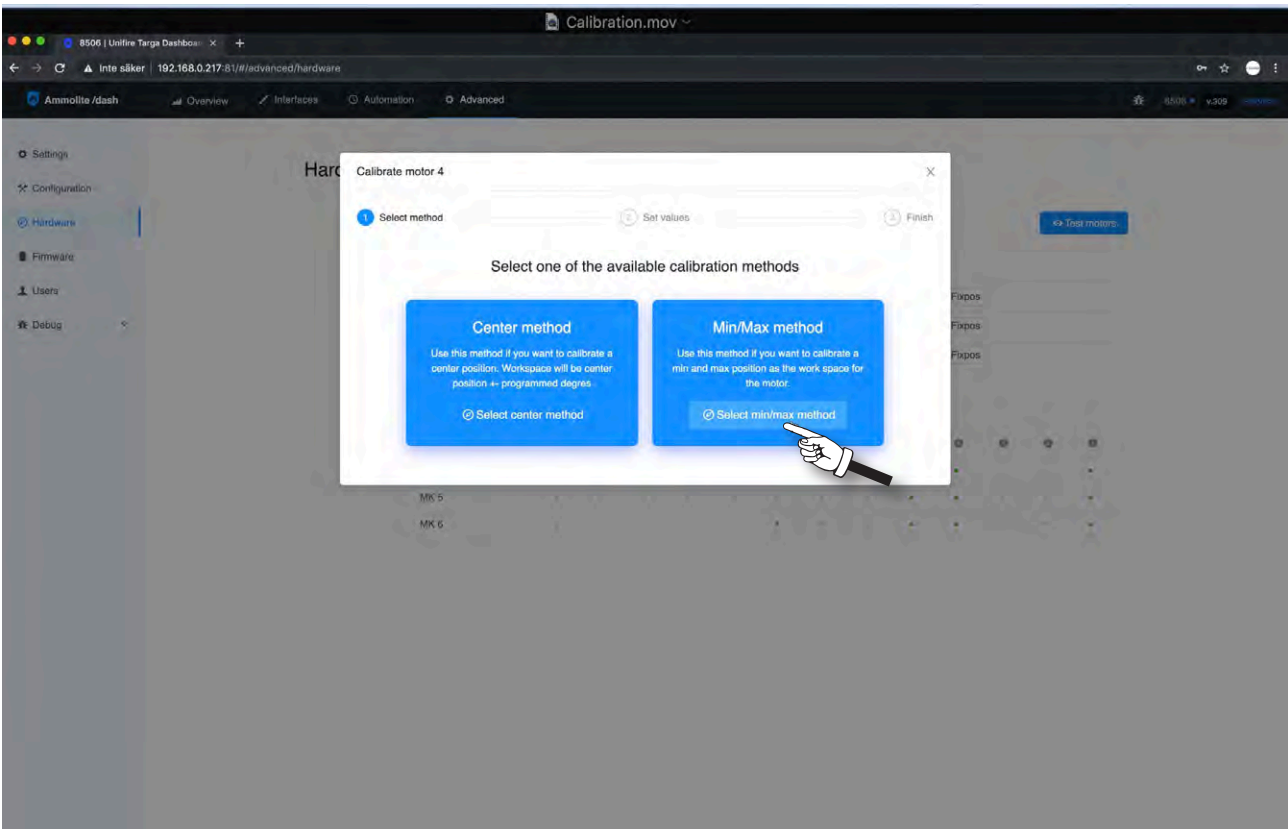 Calibration.mov
8506 | Unifire Targa Dashboar
Inte säker | 192.168.0.217:81/#/advanced/hardware
Ammolite /dash Overview Interfaces Automation Advanced 8506 v.309
Settings
Configuration
Hardware
Firmware
Users
Debug
Hard
Test motors
Calibrate motor 4
1 Select method 2 Set values 3 Finish
Select one of the available calibration methods
Center method
Use this method if you want to calibrate a
center position. Workspace will be center
position +- programmed degres
Select center method
Min/Max method
Use this method if you want to calibrate a
min and max position as the work space for
the motor.
Select min/max method
Fixpos
Fixpos
Fixpos
MK 5
MK 6